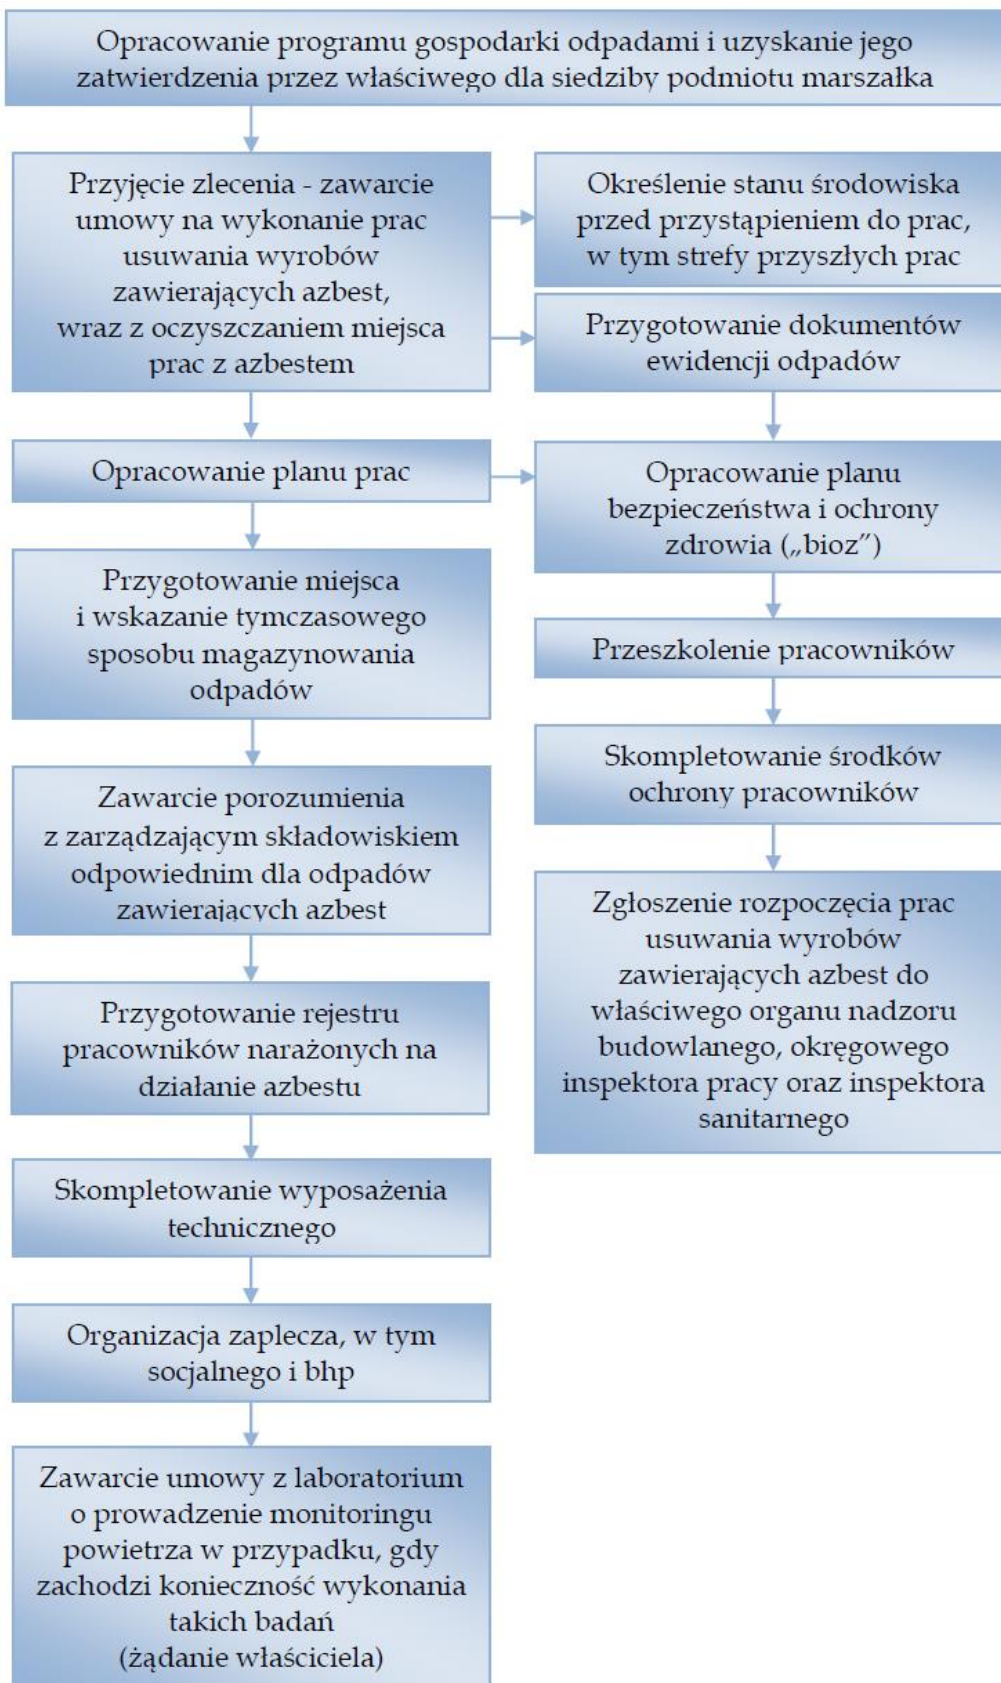 Opracowanie programu gospodarki odpadami i uzyskanie jego
zatwierdzenia przez właściwego dla siedziby podmiotu marszałka
Przyjęcie zlecenia - zawarcie
umowy na wykonanie prac
usuwania wyrobów
zawierających azbest,
wraz z oczyszczaniem miejsca
prac z azbestem
Określenie stanu środowiska
przed przystąpieniem do prac,
w tym strefy przyszłych prac
Przygotowanie dokumentów
ewidencji odpadów
Opracowanie planu prac
Opracowanie planu
bezpieczeństwa i ochrony
zdrowia („bioz”)
Przygotowanie miejsca
i wskazanie tymczasowego
sposobu magazynowania
odpadów
Przeszkolenie pracowników
Skompletowanie środków
ochrony pracowników
Zawarcie porozumienia
z zarządzającym składowiskiem
odpowiednim dla odpadów
zawierających azbest
Zgłoszenie rozpoczęcia prac
usuwania wyrobów
zawierających azbest do
właściwego organu nadzoru
budowlanego, okręgowego
inspektora pracy oraz inspektora
sanitarnego
Przygotowanie rejestru
pracowników narażonych na
działanie azbestu
Skompletowanie wyposażenia
technicznego
Organizacja zaplecza, w tym
socjalnego i bhp
Zawarcie umowy z laboratorium
o prowadzenie monitoringu
powietrza w przypadku, gdy
zachodzi konieczność wykonania
takich badań
(żądanie właściciela)